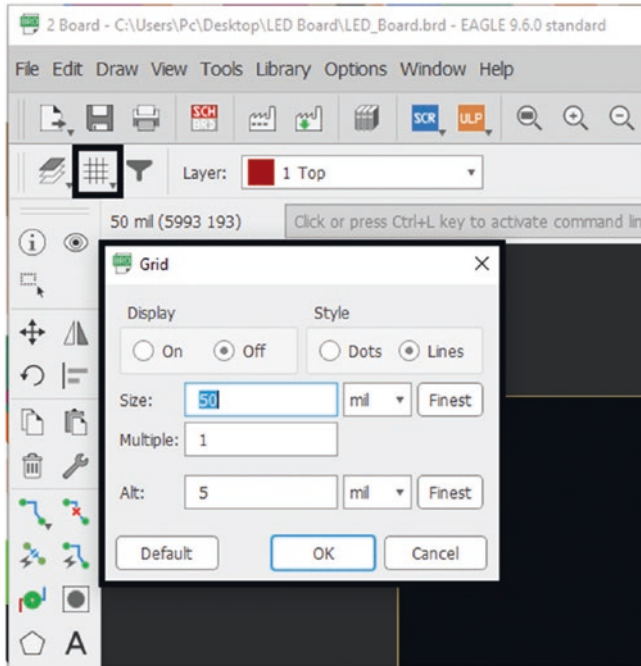 2 Board - C:\Users\Pc\Desktop\LED Board\LED_Board.brd - EAGLE 9.6.0 standard
File Edit Draw View Tools Library Options Window Help
SCH
BRD
SCR
ULP
Layer: 1 Top
50 mil (5993 193)
Click or press Ctrl+L key to activate command lin
Grid
Display Style
On Off Dots Lines
Size: 50 mil Finest
Multiple: 1
Alt: 5 mil Finest
Default OK Cancel
A